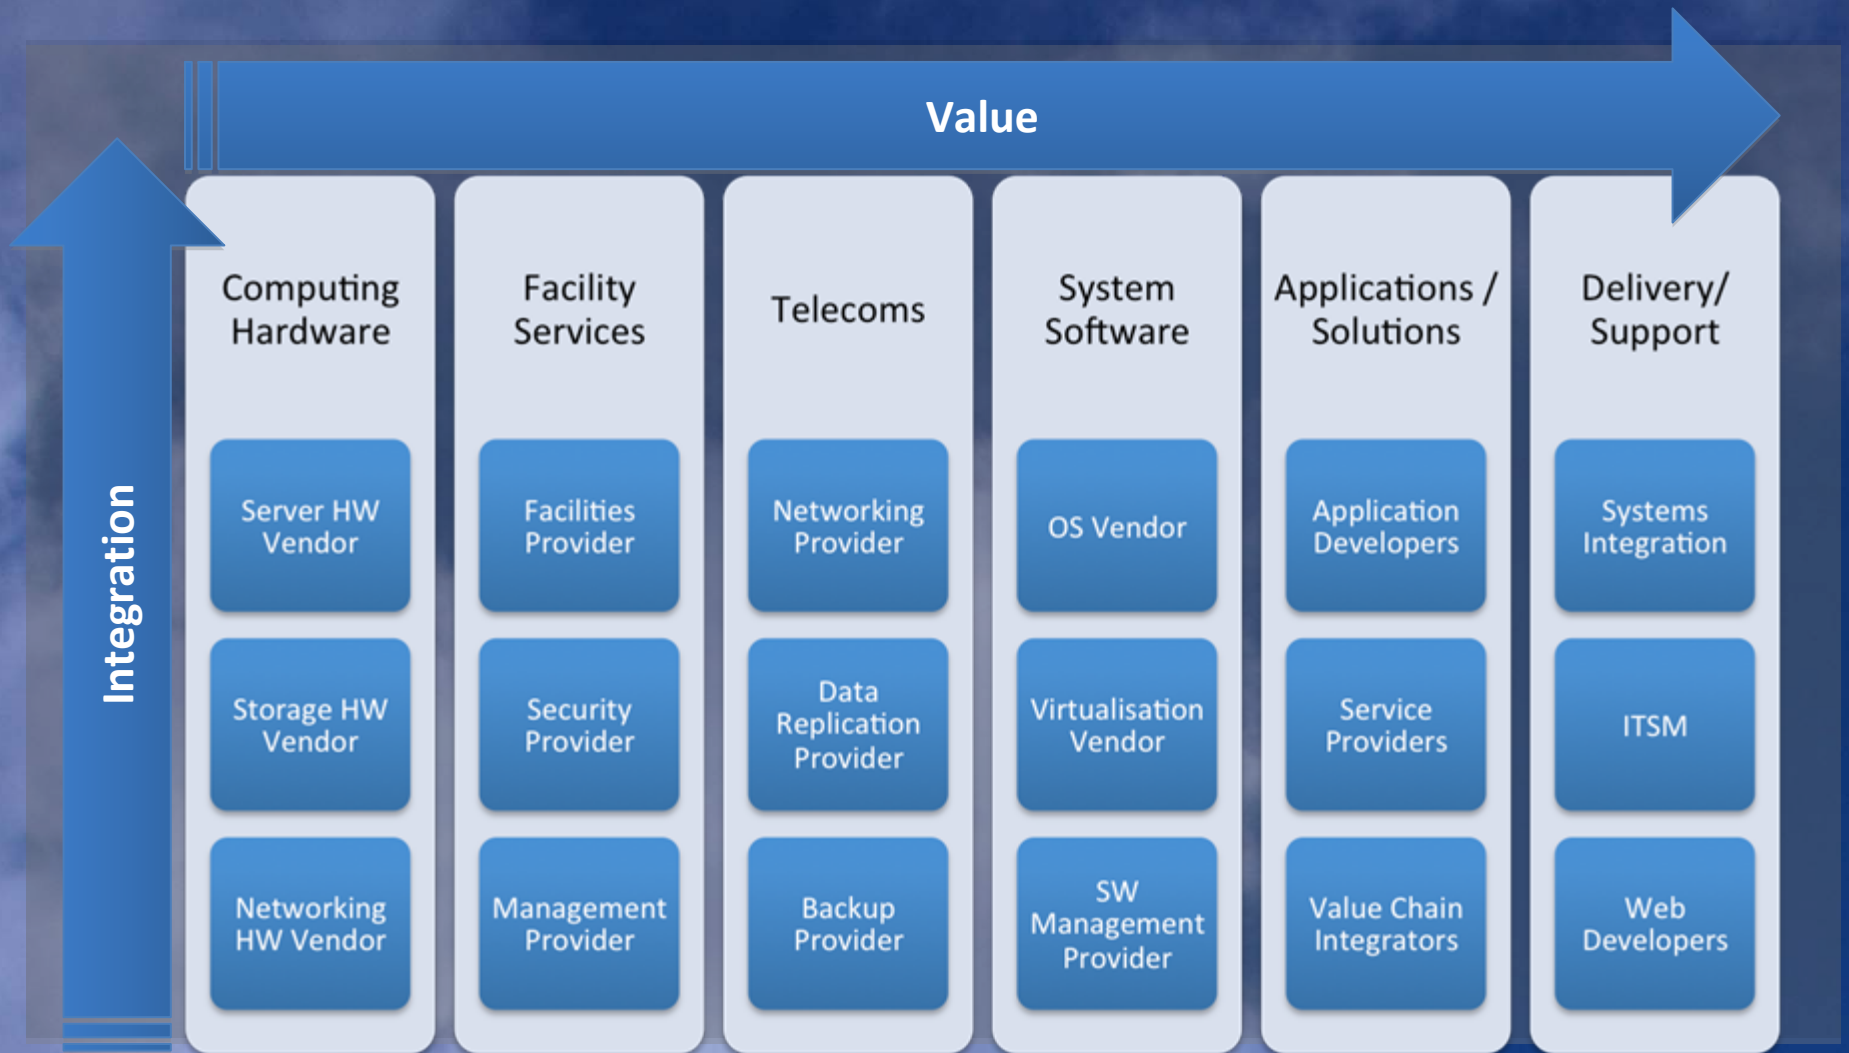 Value
Integration
Computing
Hardware
Server HW
Vendor
Storage HW
Vendor
Networking
HW Vendor
Facility
Services
Facilities
Provider
Security
Provider
Management
Provider
Telecoms
Networking
Provider
Data
Replication
Provider
Backup
Provider
System
Software
OS Vendor
Virtualisation
Vendor
SW
Management
Provider
Applications /
Solutions
Application
Developers
Service
Providers
Value Chain
Integrators
Delivery/
Support
Systems
Integration
ITSM
Web
Developers